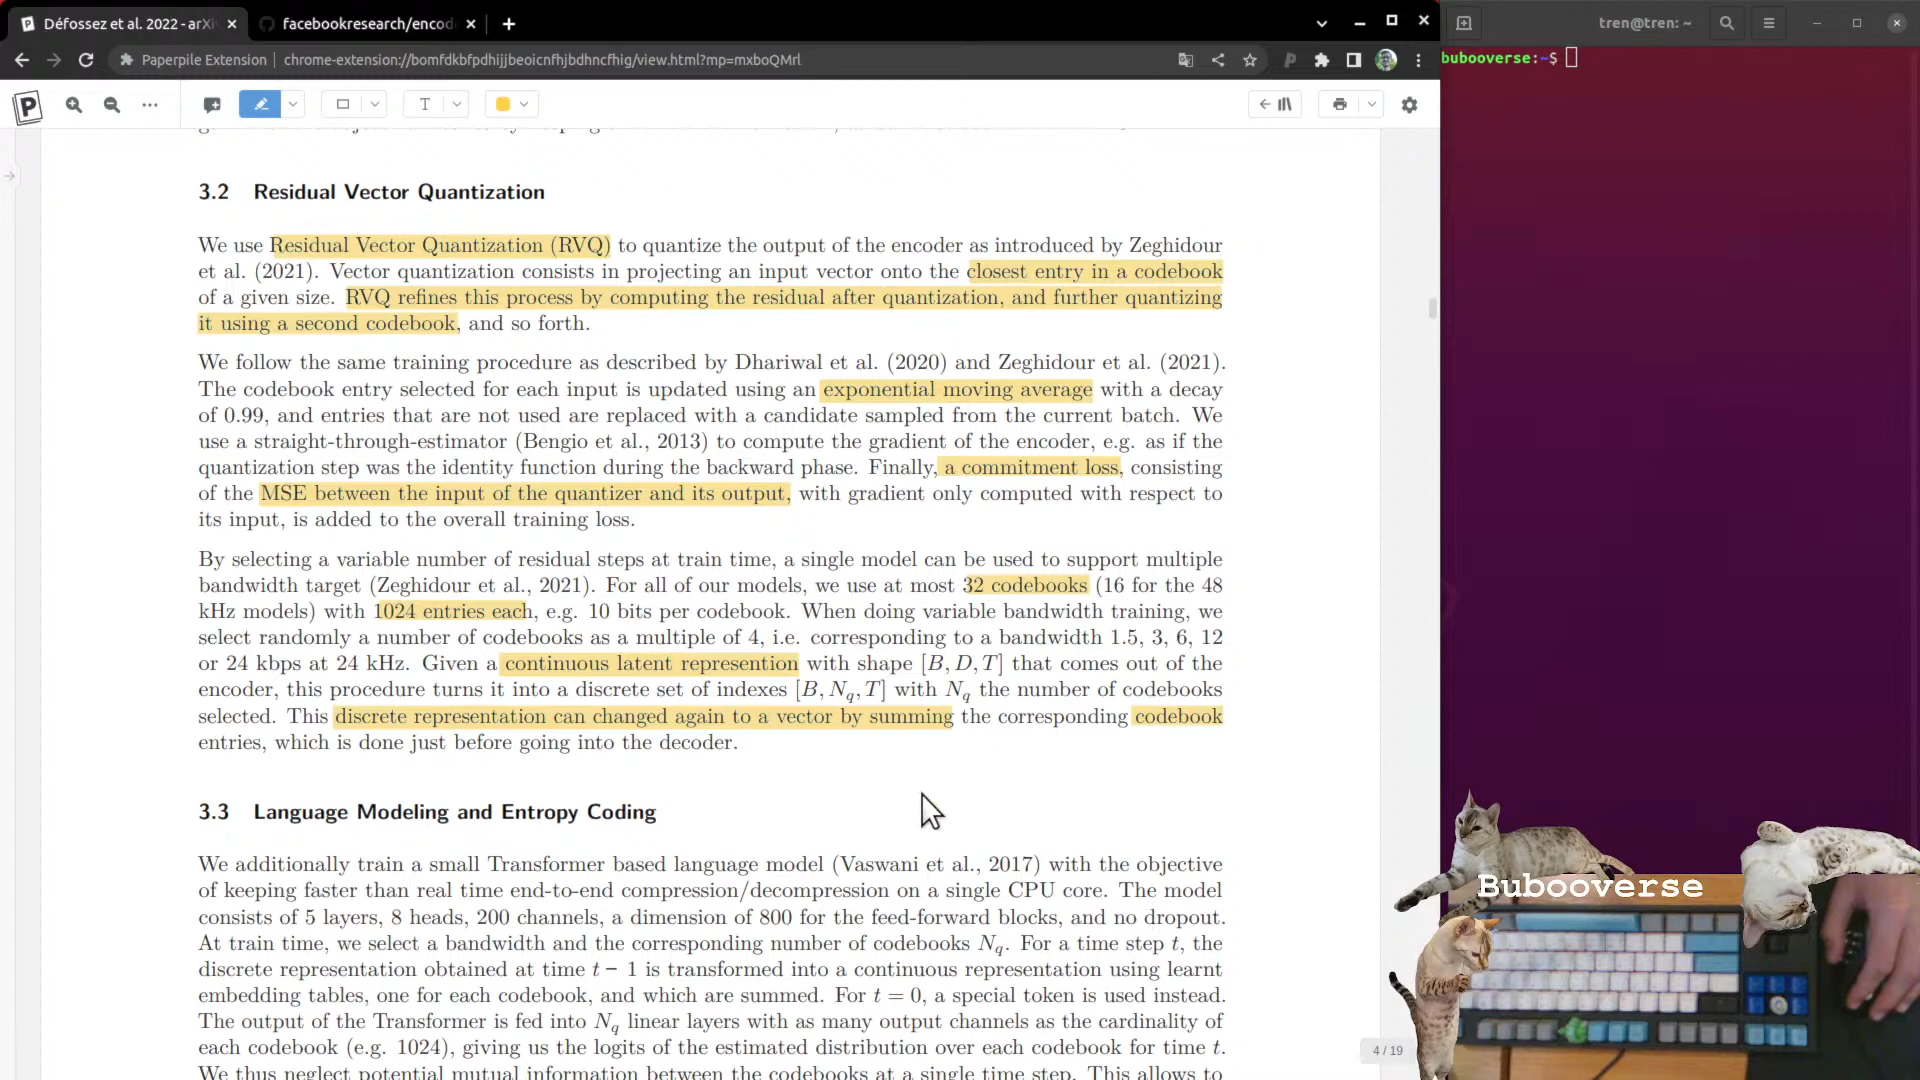 Défossez et al. 2022 - arXi
facebookresearch/encod
tren@tren: ~
Paperpile Extension
chrome-extension://bomfdkbfpdhijjbeoicnfhjbdhncfhig/view.html?mp=mxboQMrl
bubooverse:~$
3.2 Residual Vector Quantization
We use Residual Vector Quantization (RVQ) to quantize the output of the encoder as introduced by Zeghidour
et al. (2021). Vector quantization consists in projecting an input vector onto the closest entry in a codebook
of a given size. RVQ refines this process by computing the residual after quantization, and further quantizing
it using a second codebook, and so forth.
We follow the same training procedure as described by Dhariwal et al. (2020) and Zeghidour et al. (2021).
The codebook entry selected for each input is updated using an exponential moving average with a decay
of 0.99, and entries that are not used are replaced with a candidate sampled from the current batch. We
use a straight-through-estimator (Bengio et al., 2013) to compute the gradient of the encoder, e.g. as if the
quantization step was the identity function during the backward phase. Finally, a commitment loss, consisting
of the MSE between the input of the quantizer and its output, with gradient only computed with respect to
its input, is added to the overall training loss.
By selecting a variable number of residual steps at train time, a single model can be used to support multiple
bandwidth target (Zeghidour et al., 2021). For all of our models, we use at most 32 codebooks (16 for the 48
kHz models) with 1024 entries each, e.g. 10 bits per codebook. When doing variable bandwidth training, we
select randomly a number of codebooks as a multiple of 4, i.e. corresponding to a bandwidth 1.5, 3, 6, 12
or 24 kbps at 24 kHz. Given a continuous latent represention with shape [B, D, T] that comes out of the
encoder, this procedure turns it into a discrete set of indexes [B, Nq, T] with Nq the number of codebooks
selected. This discrete representation can changed again to a vector by summing the corresponding codebook
entries, which is done just before going into the decoder.
3.3 Language Modeling and Entropy Coding
We additionally train a small Transformer based language model (Vaswani et al., 2017) with the objective
of keeping faster than real time end-to-end compression/decompression on a single CPU core. The model
consists of 5 layers, 8 heads, 200 channels, a dimension of 800 for the feed-forward blocks, and no dropout.
At train time, we select a bandwidth and the corresponding number of codebooks Nq. For a time step t, the
discrete representation obtained at time t − 1 is transformed into a continuous representation using learnt
embedding tables, one for each codebook, and which are summed. For t = 0, a special token is used instead.
The output of the Transformer is fed into Nq linear layers with as many output channels as the cardinality of
each codebook (e.g. 1024), giving us the logits of the estimated distribution over each codebook for time t.
We thus neglect potential mutual information between the codebooks at a single time step. This allows to
4 / 19
Bubooverse